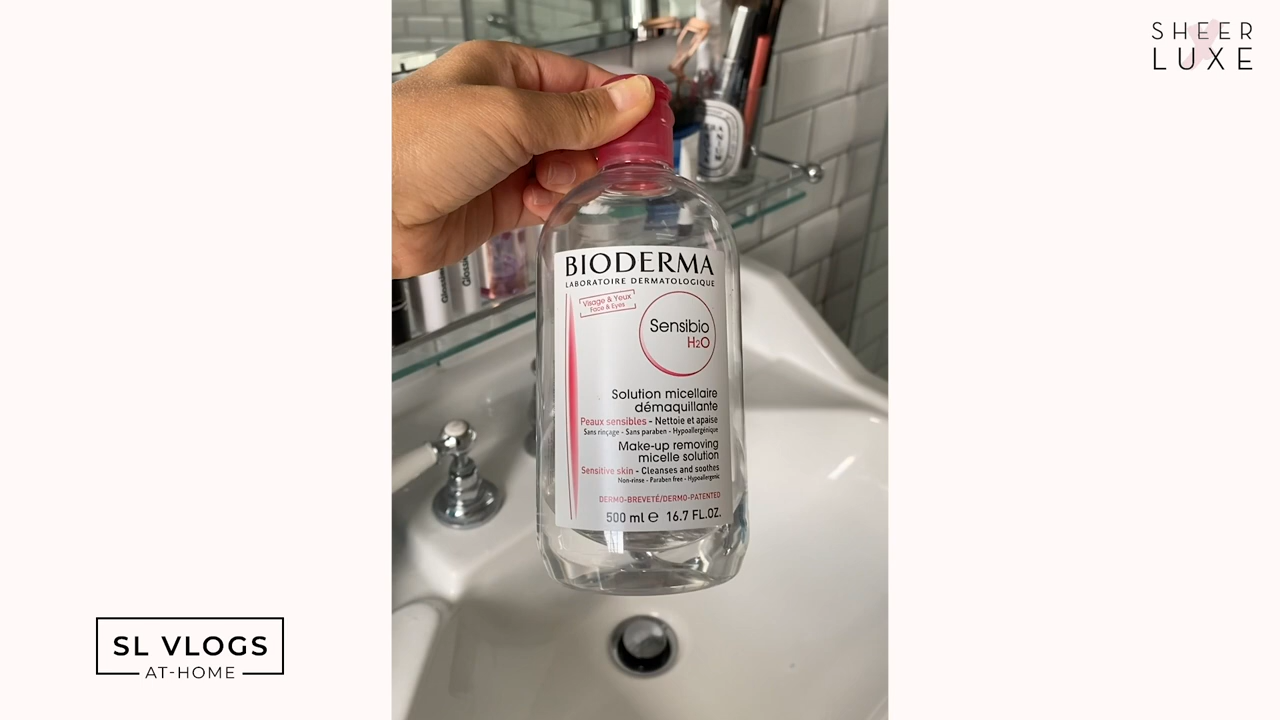 SHEER
LUXE
BIODERMA
LABORATOIRE DERMATOLOGIQUE
Visage & Yeux
Face & Eyes
Sensibio
H2O
Solution micellaire
démaquillante
Peaux sensibles - Nettoie et apaise
Sans rinçage - Sans paraben - Hypoallergénique
Make-up removing
micelle solution
Sensitive skin - Cleanses and soothes
Non-rinse - Paraben free - Hypoallergenic
DERMO-BREVETÉ/DERMO-PATENTED
500 ml e 16.7 FL.OZ.
Glossier
SL VLOGS
AT-HOME